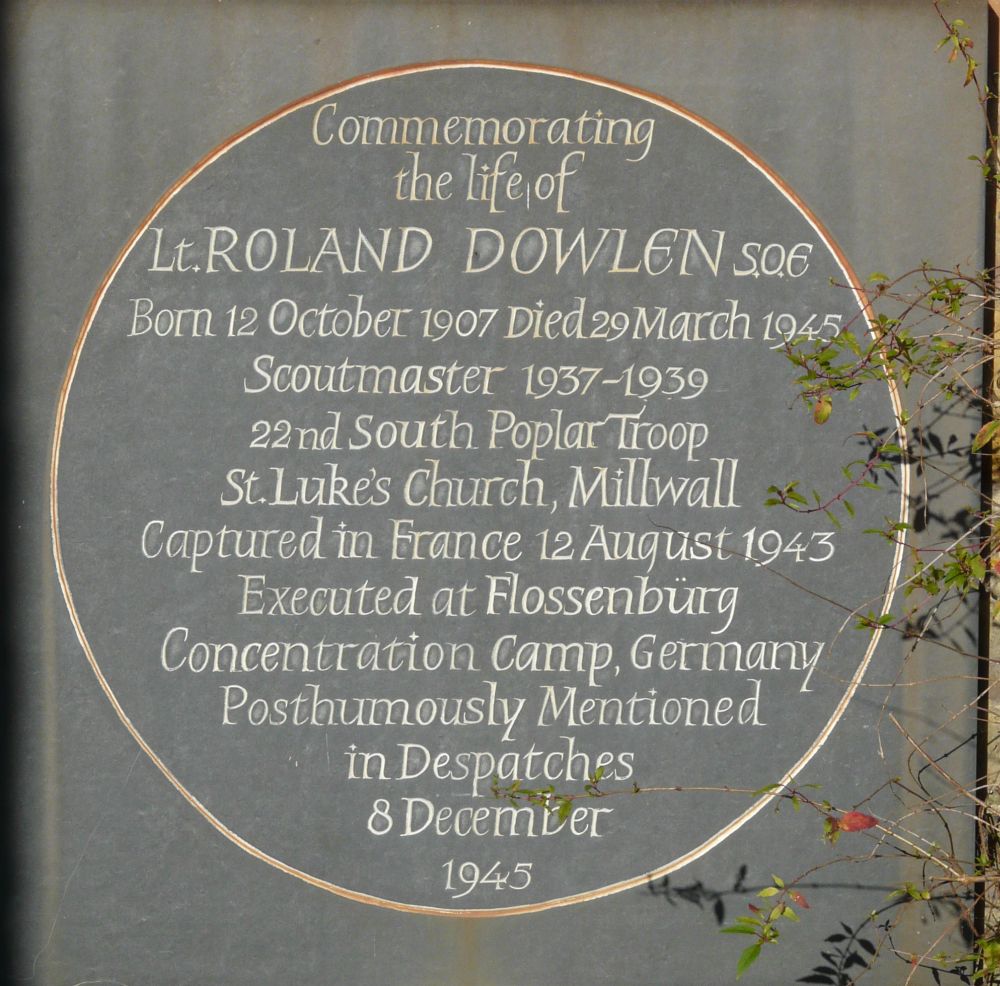 Commemorating
the life of
Lt. ROLAND DOWLEN S.O.E
Born 12 October 1907 Died 29 March 1945
Scoutmaster 1937-1939
22nd South Poplar Troop
St. Luke's Church, Millwall
Captured in France 12 August 1943
Executed at Flossenbürg
Concentration Camp, Germany
Posthumously Mentioned
in Despatches
8 December
1945